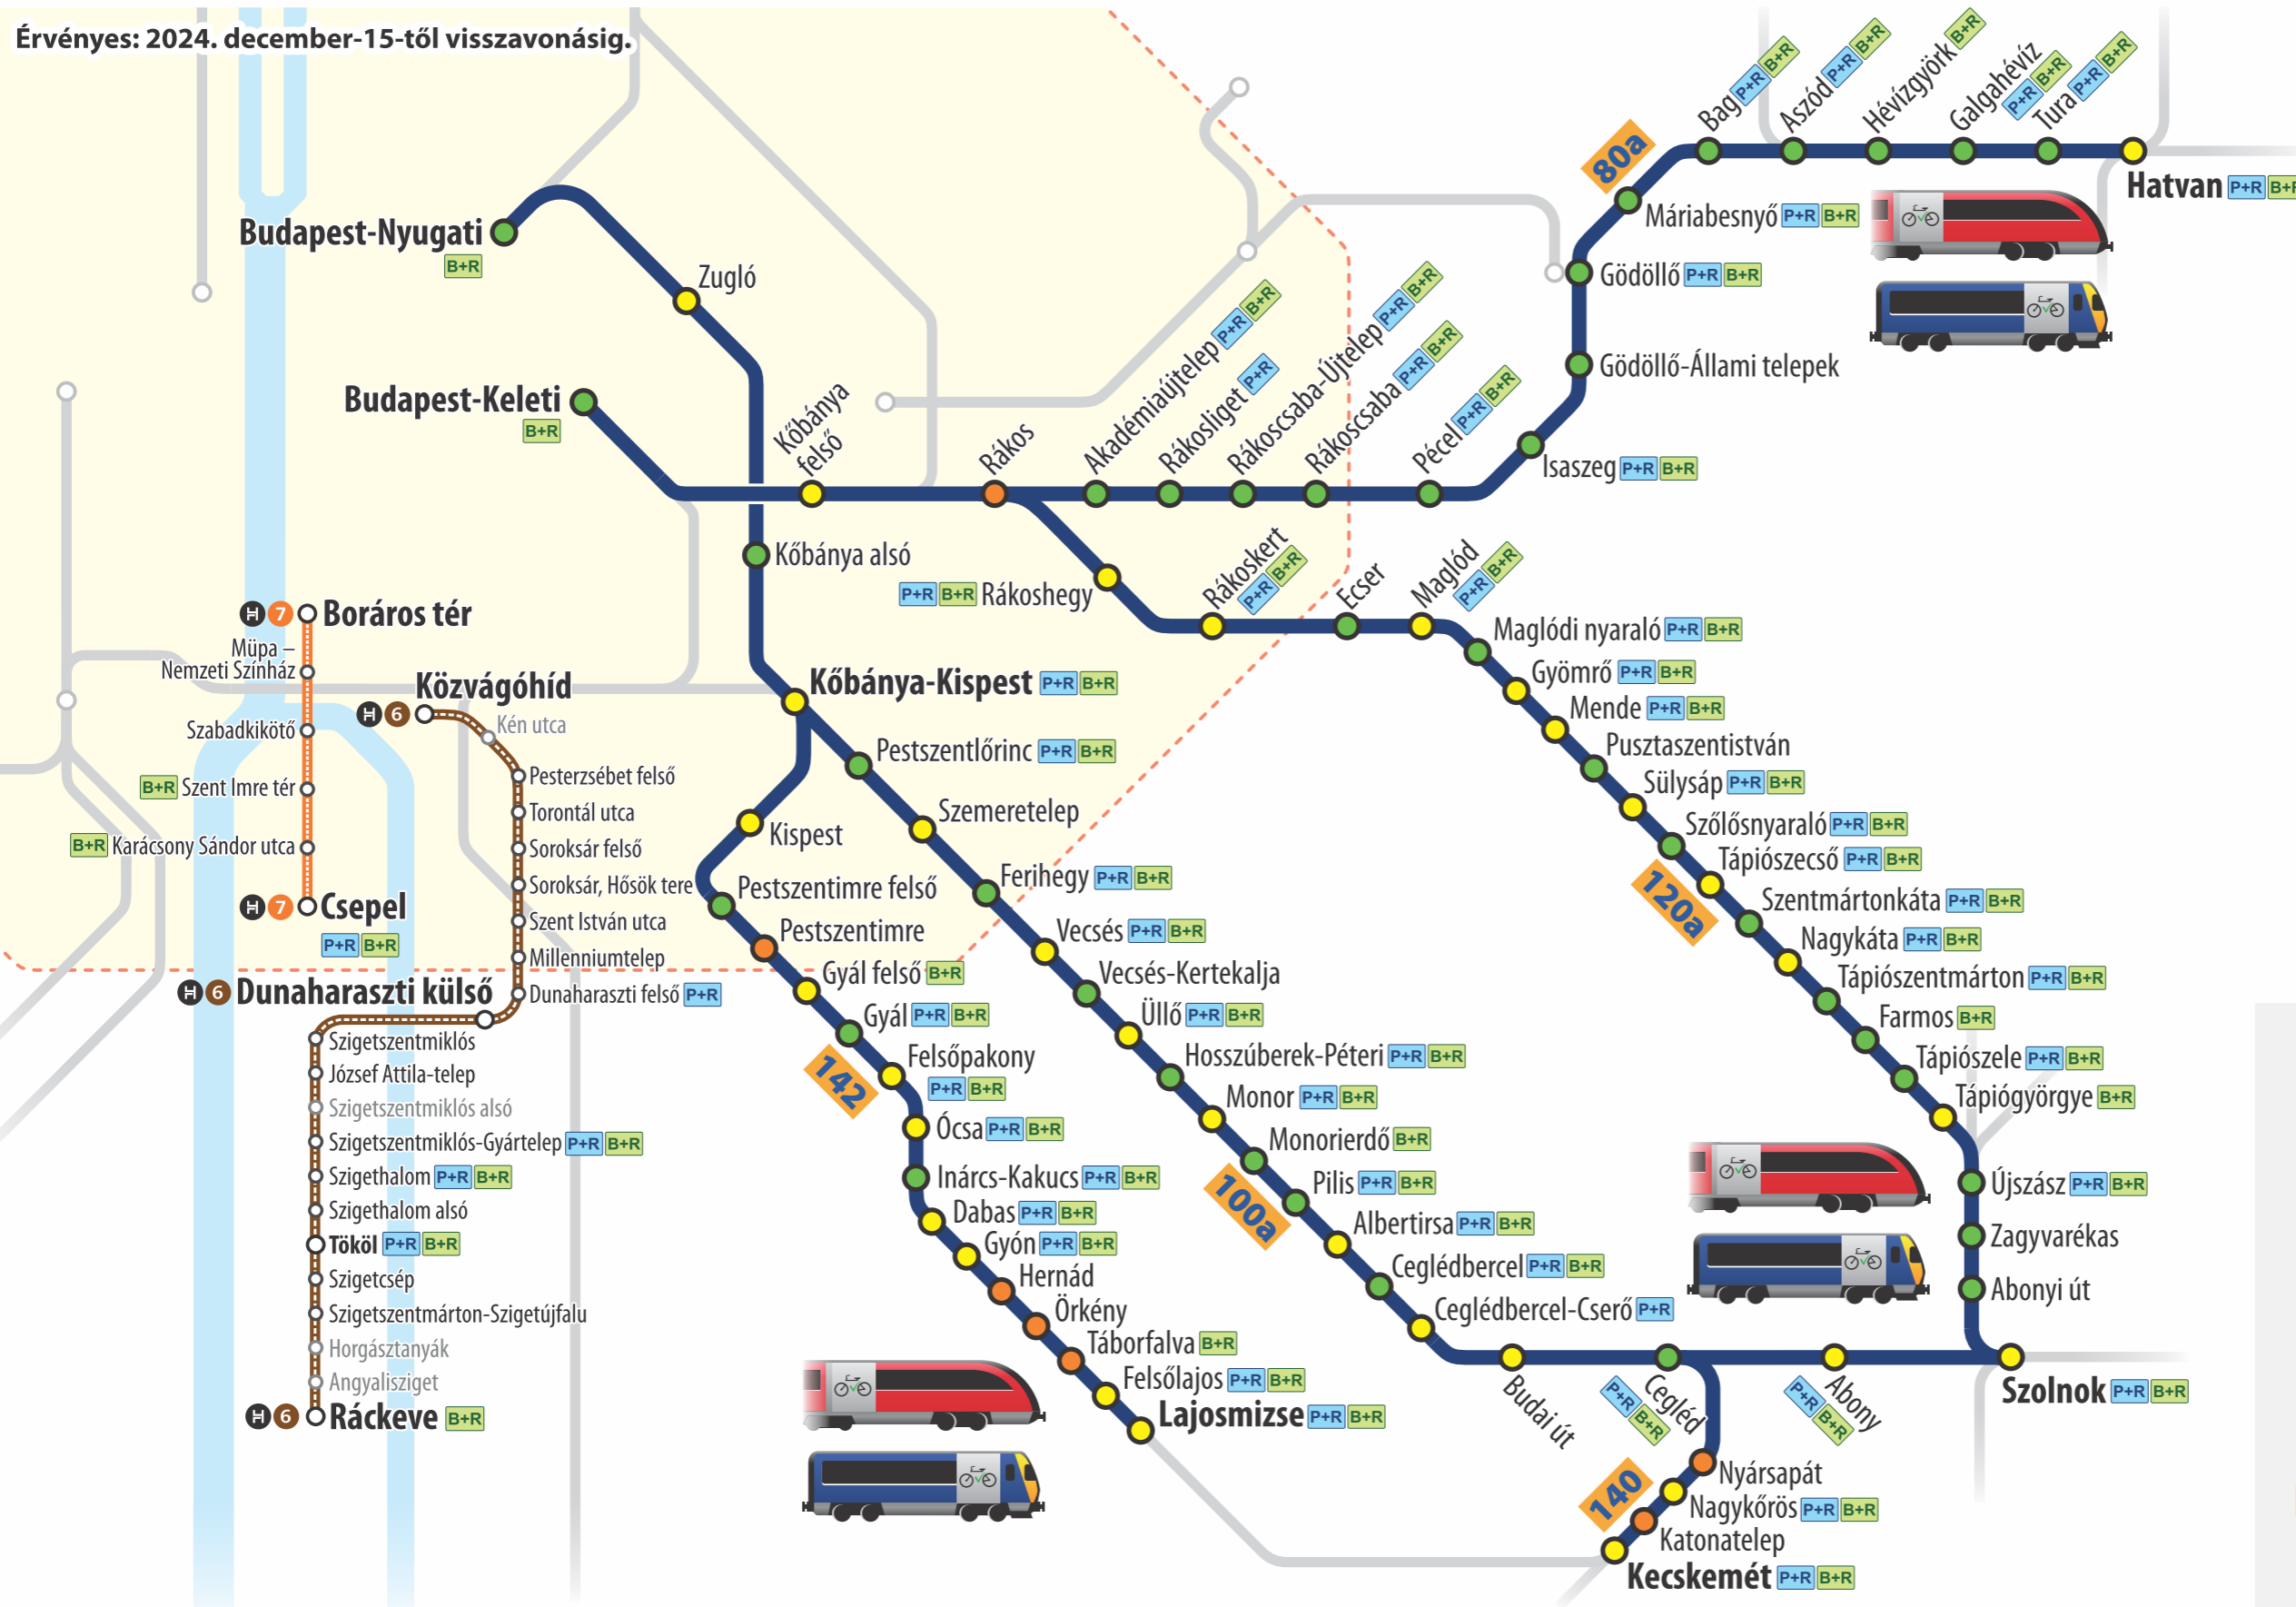 Érvényes: 2024. december-15-től visszavonásig.
Budapest-Nyugati
B+R
Zugló
Budapest-Keleti
B+R
Kőbánya
felső
Rákos
Akadémiaújtelep P+R B+R
Rákosliget P+R
Rákoscsaba-Újtelep P+R B+R
Rákoscsaba P+R B+R
Pécel P+R B+R
Isaszeg P+R B+R
Gödöllő-Állami telepek
Gödöllő P+R B+R
Máriabesnyő P+R B+R
80a
Bag P+R B+R
Aszód P+R B+R
Hévízgyörk B+R
Galgahévíz
P+R B+R
Tura P+R B+R
Hatvan P+R
Kőbánya alsó
P+R B+R Rákoshegy
Rákoskert
P+R B+R
Ecser
Maglód
P+R B+R
Maglódi nyaraló P+R B+R
Gyömrő P+R B+R
Mende P+R B+R
Pusztaszentistván
Sülysáp P+R B+R
Szőlősnyaraló P+R B+R
Tápiószecső P+R B+R
120a
Szentmártonkáta P+R B+R
Nagykáta P+R B+R
Tápiószentmárton P+R B+R
Farmos B+R
Tápiószele P+R B+R
Tápiógyörgye B+R
Újszász P+R B+R
Zagyvarékas
Abonyi út
Szolnok P+R B+R
Kőbánya-Kispest P+R B+R
Pestszentlőrinc P+R B+R
Szemeretelep
Ferihegy P+R B+R
Vecsés P+R B+R
Vecsés-Kertekalja
Üllő P+R B+R
Hosszúberek-Péteri P+R B+R
Monor P+R B+R
Monorierdő B+R
100a
Pilis P+R B+R
Albertirsa P+R B+R
Ceglédbercel P+R B+R
Ceglédbercel-Cserő P+R
Budai út
Cegléd
P+R B+R
Abony
P+R B+R
Nyársapát
140
Nagykőrös P+R B+R
Katonatelep
Kecskemét P+R B+R
Kispest
Pestszentimre felső
Pestszentimre
Gyál felső B+R
Gyál P+R B+R
142
Felsőpakony
P+R B+R
Ócsa P+R B+R
Inárcs-Kakucs P+R B+R
Dabas P+R B+R
Gyón P+R B+R
Hernád
Örkény
Táborfalva B+R
Felsőlajos P+R B+R
Lajosmizse P+R B+R
H 7 Boráros tér
Müpa –
Nemzeti Színház
Szabadkikötő
B+R Szent Imre tér
B+R Karácsony Sándor utca
H 7 Csepel
P+R B+R
Közvágóhíd
H 6
Kén utca
Pesterzsébet felső
Torontál utca
Soroksár felső
Soroksár, Hősök tere
Szent István utca
Millenniumtelep
Dunaharaszti felső P+R
H 6 Dunaharaszti külső
Szigetszentmiklós
József Attila-telep
Szigetszentmiklós alsó
Szigetszentmiklós-Gyártelep P+R B+R
Szigethalom P+R B+R
Szigethalom alsó
Tököl P+R B+R
Szigetcsép
Szigetszentmárton-Szigetújfalu
Horgásztanyák
Angyalisziget
H 6 Ráckeve B+R